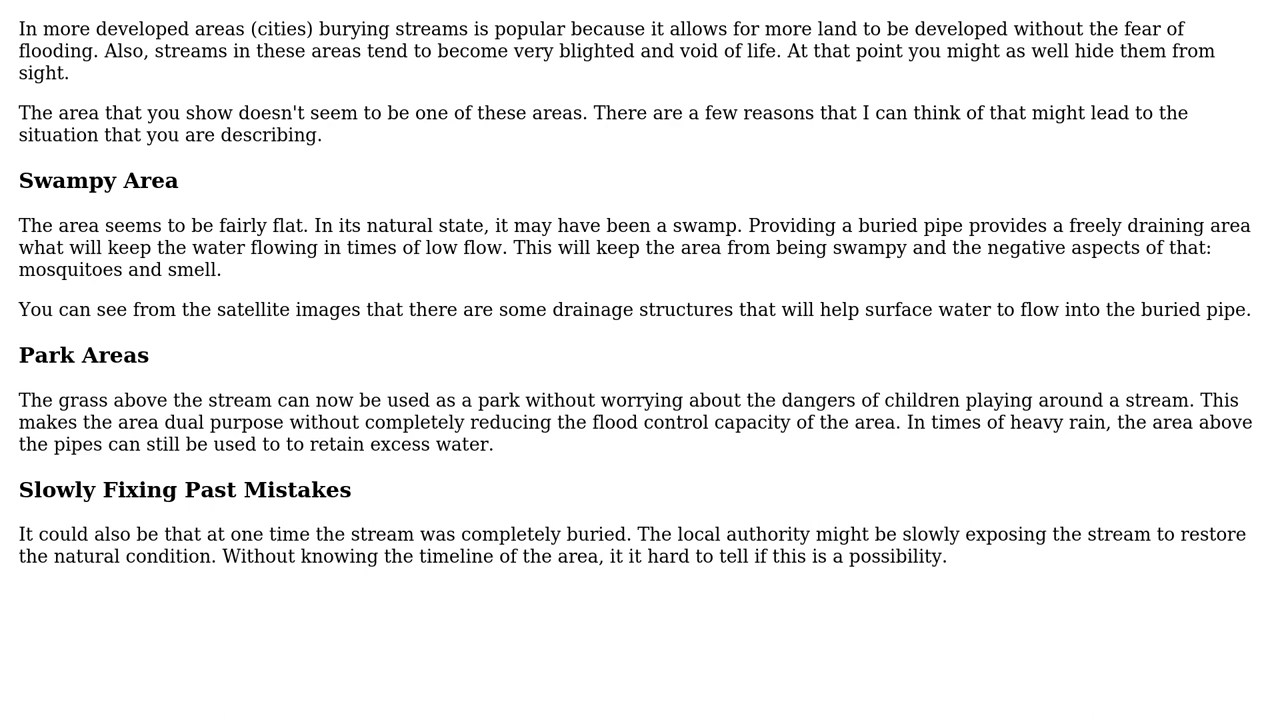 In more developed areas (cities) burying streams is popular because it allows for more land to be developed without the fear of
flooding. Also, streams in these areas tend to become very blighted and void of life. At that point you might as well hide them from
sight.
The area that you show doesn't seem to be one of these areas. There are a few reasons that I can think of that might lead to the
situation that you are describing.
Swampy Area
The area seems to be fairly flat. In its natural state, it may have been a swamp. Providing a buried pipe provides a freely draining area
what will keep the water flowing in times of low flow. This will keep the area from being swampy and the negative aspects of that:
mosquitoes and smell.
You can see from the satellite images that there are some drainage structures that will help surface water to flow into the buried pipe.
Park Areas
The grass above the stream can now be used as a park without worrying about the dangers of children playing around a stream. This
makes the area dual purpose without completely reducing the flood control capacity of the area. In times of heavy rain, the area above
the pipes can still be used to to retain excess water.
Slowly Fixing Past Mistakes
It could also be that at one time the stream was completely buried. The local authority might be slowly exposing the stream to restore
the natural condition. Without knowing the timeline of the area, it it hard to tell if this is a possibility.